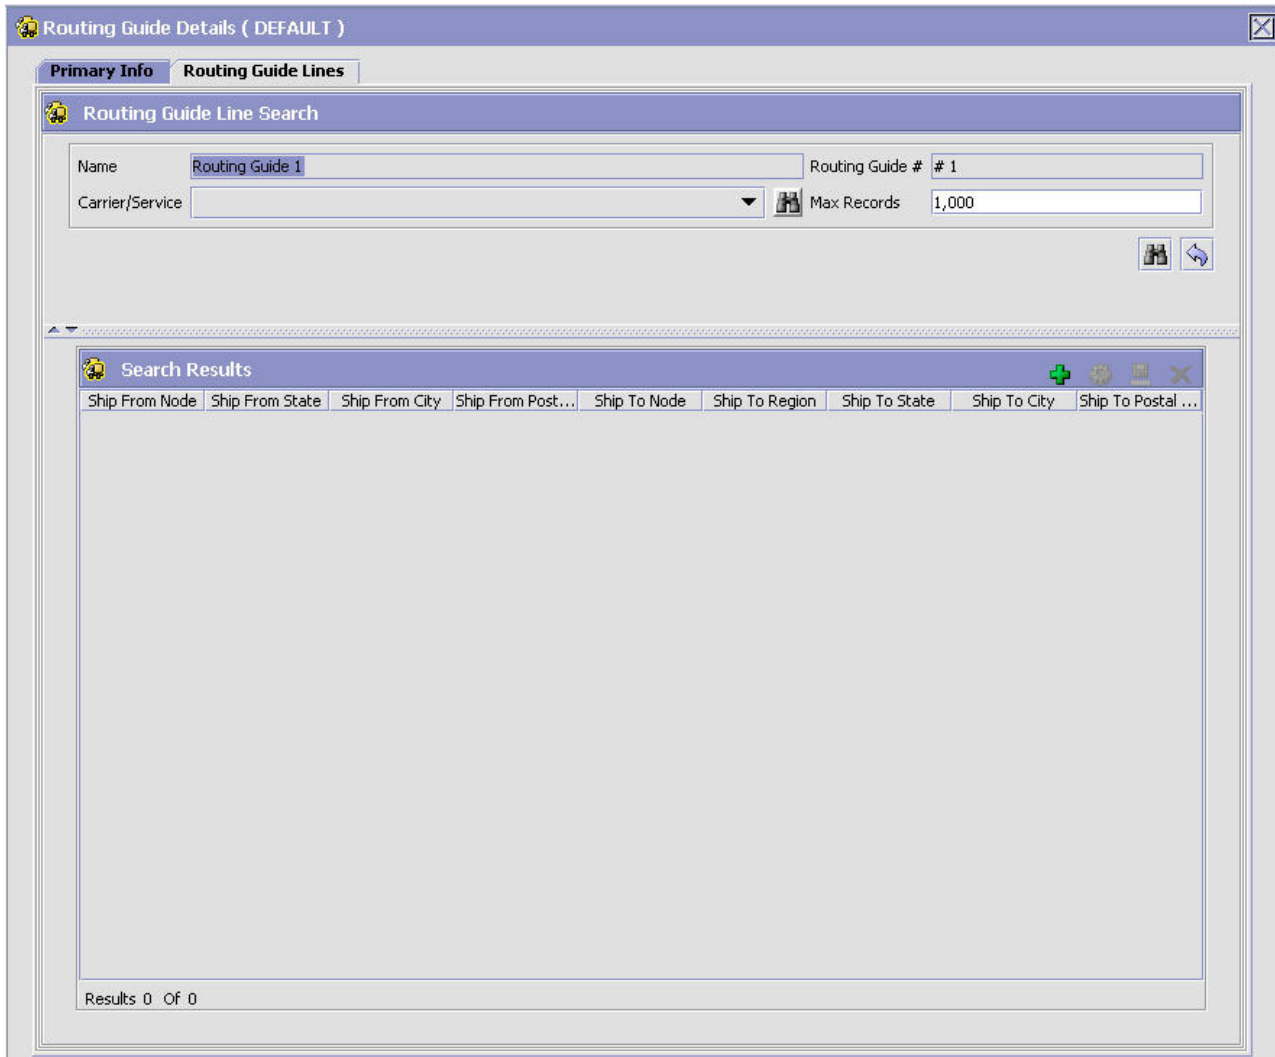 Routing Guide Details ( DEFAULT )
Primary Info Routing Guide Lines
Routing Guide Line Search
Name Routing Guide 1 Routing Guide # # 1
Carrier/Service Max Records 1,000
Search Results
Ship From Node Ship From State Ship From City Ship From Post... Ship To Node Ship To Region Ship To State Ship To City Ship To Postal ...
Results 0 Of 0